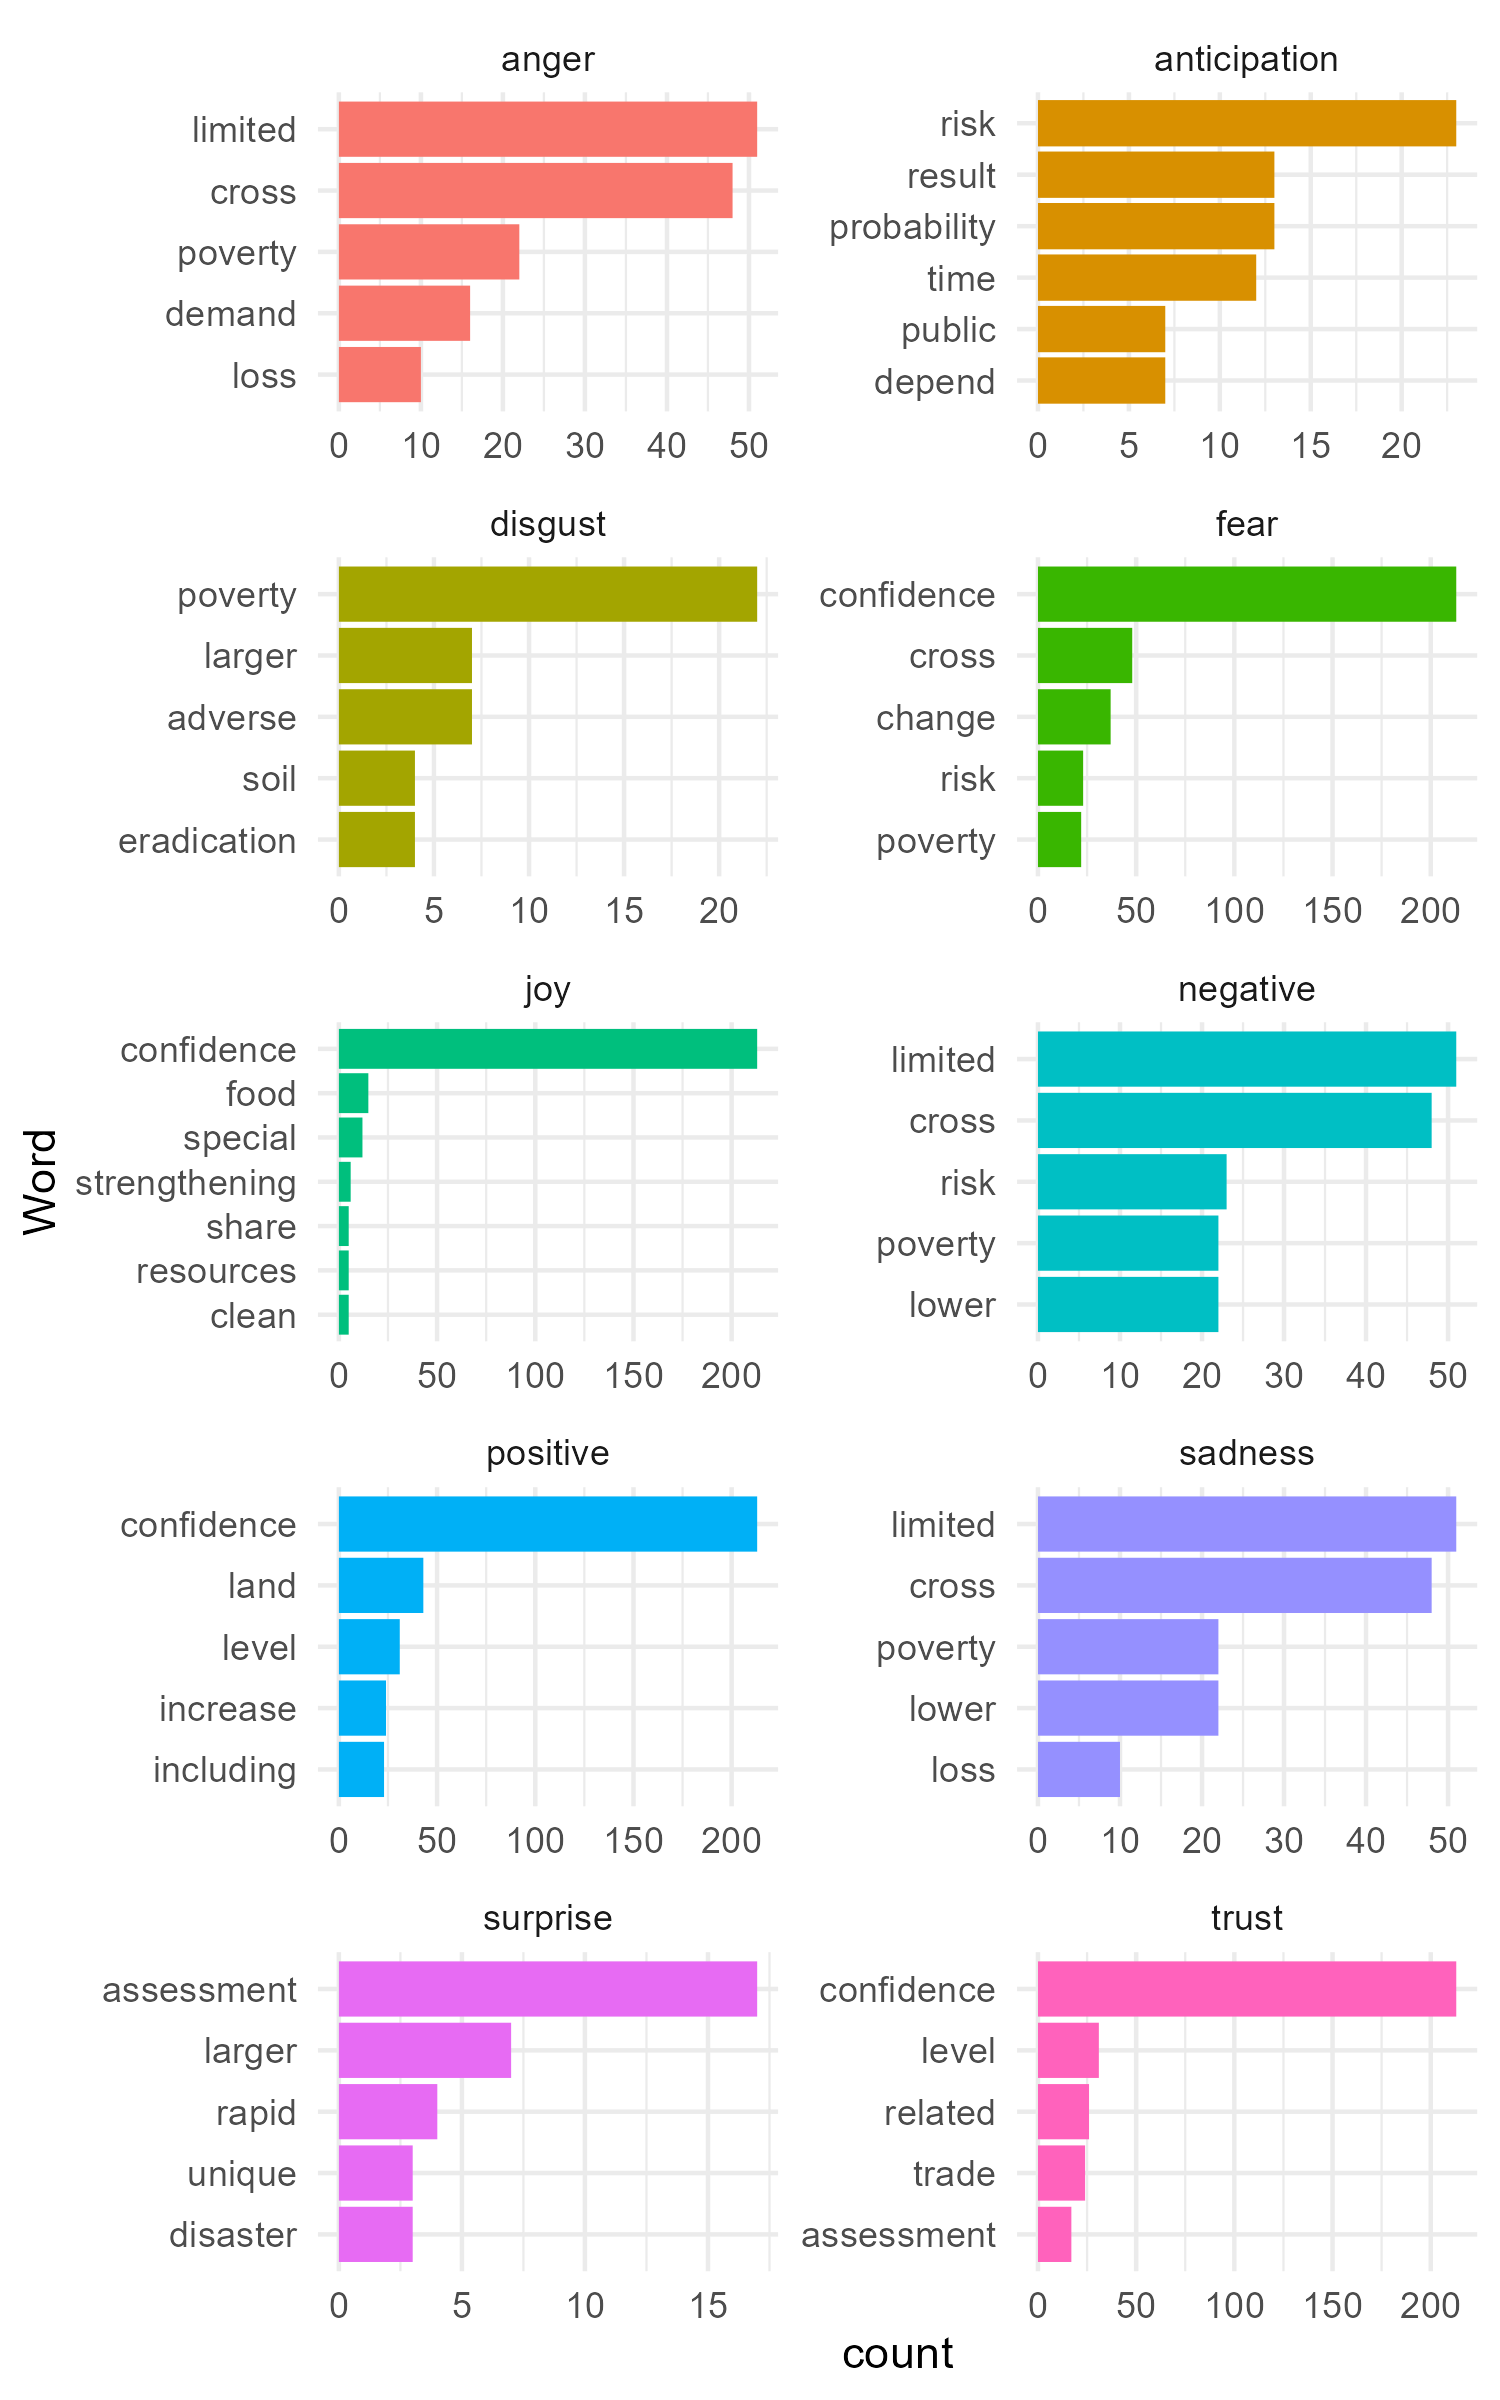 anger
limited
cross
poverty
demand
loss
0 10 20 30 40 50
anticipation
risk
result
probability
time
public
depend
0 5 10 15 20
disgust
poverty
larger
adverse
soil
eradication
0 5 10 15 20
fear
confidence
cross
change
risk
poverty
0 50 100 150 200
joy
confidence
food
special
strengthening
share
resources
clean
0 50 100 150 200
negative
limited
cross
risk
poverty
lower
0 10 20 30 40 50
positive
confidence
land
level
increase
including
0 50 100 150 200
sadness
limited
cross
poverty
lower
loss
0 10 20 30 40 50
surprise
assessment
larger
rapid
unique
disaster
0 5 10 15
trust
confidence
level
related
trade
assessment
0 50 100 150 200
Word
count